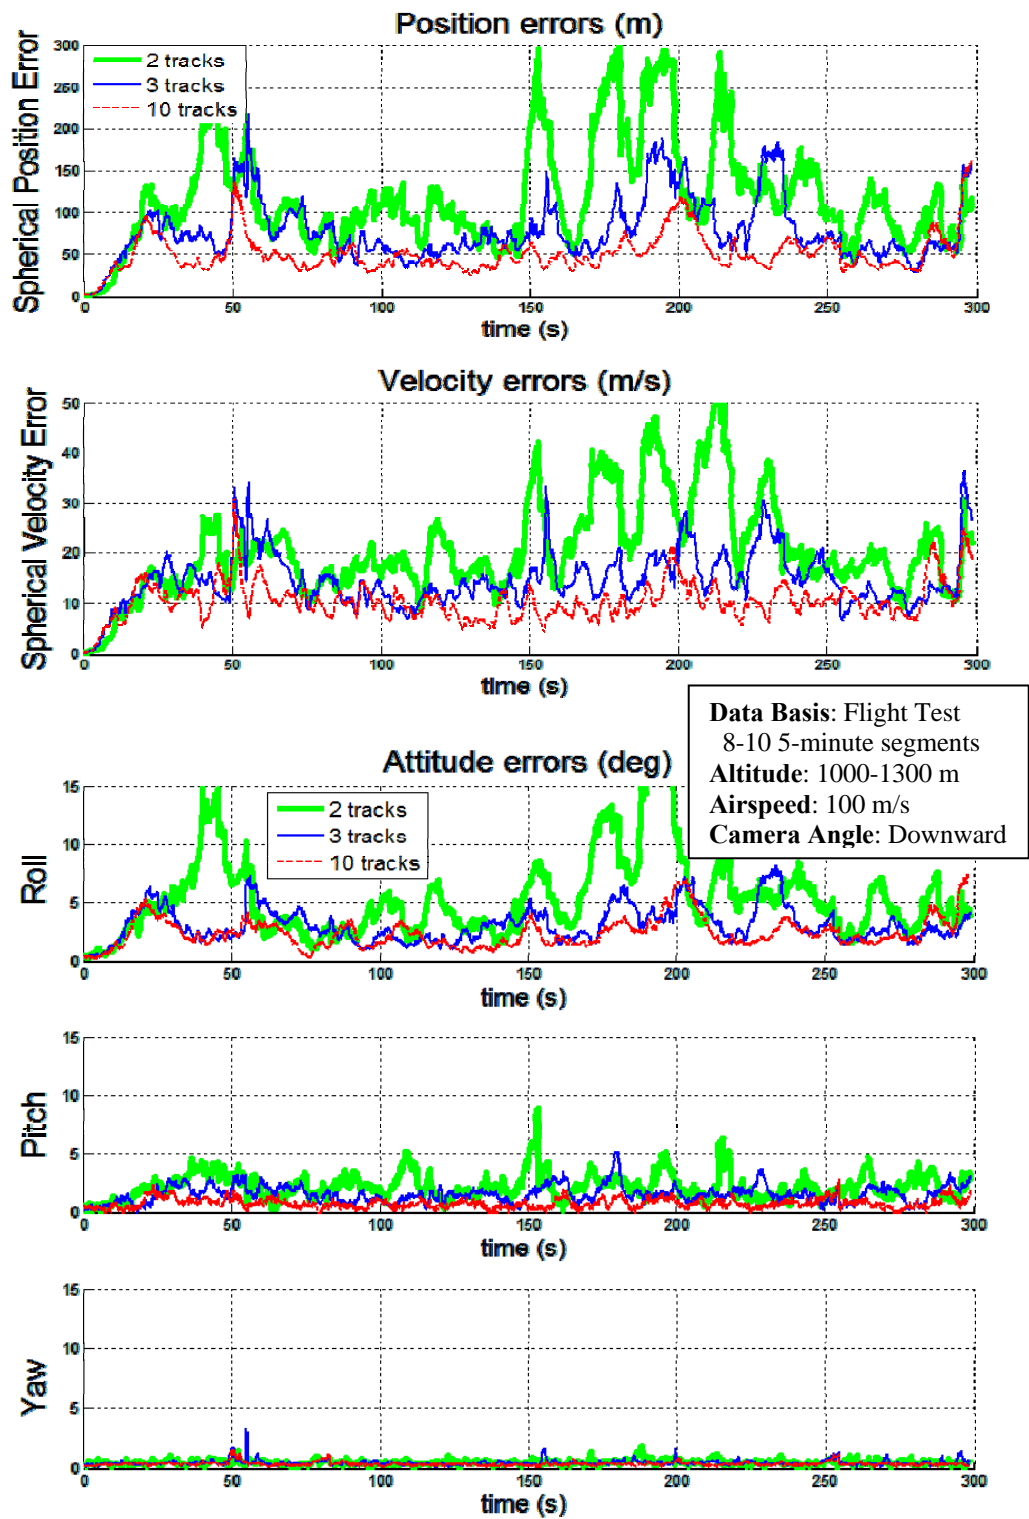 Position errors (m)
Spherical Position Error
300
250
200
150
100
50
0
2 tracks
3 tracks
10 tracks
0 50 100 150 200 250 300
time (s)
Velocity errors (m/s)
Spherical Velocity Error
50
40
30
20
10
0
0 50 100 150 200 250 300
time (s)
Data Basis: Flight Test
8-10 5-minute segments
Altitude: 1000-1300 m
Airspeed: 100 m/s
Camera Angle: Downward
Attitude errors (deg)
Roll
15
10
5
0
2 tracks
3 tracks
10 tracks
0 50 100 150 200 250 300
time (s)
Pitch
15
10
5
0
0 50 100 150 200 250 300
time (s)
Yaw
15
10
5
0
0 50 100 150 200 250 300
time (s)